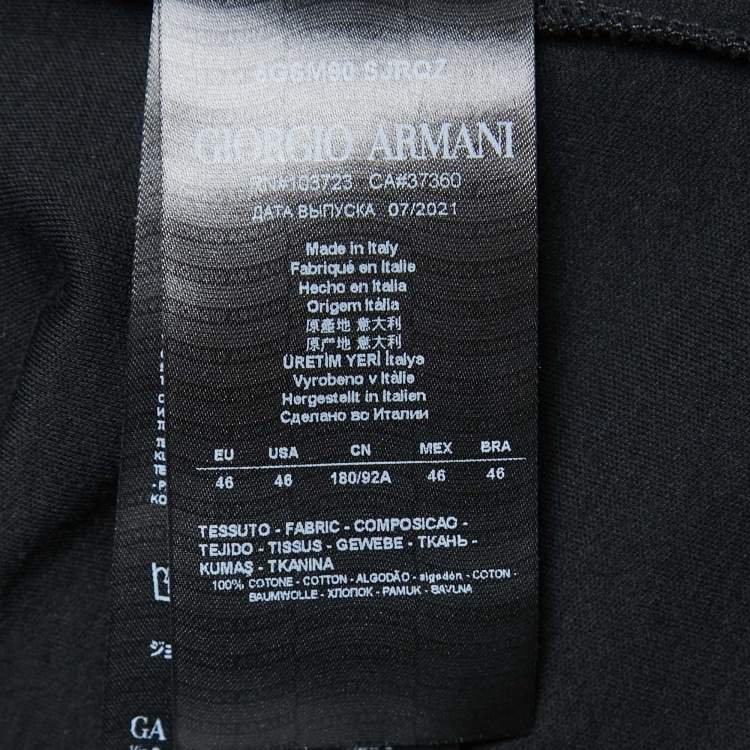 6GSM90 SJRQZ
GIORGIO ARMANI
RN#103723 CA#37360
ДАТА ВЫПУСКА 07/2021
Made in Italy
Fabriqué en Italie
Hecho en Italia
Origem Itália
原產地 意大利
原产地 意大利
ÜRETİM YERİ İtalya
Vyrobeno v Itálie
Hergestellt in Italien
Сделано во Италии
EU USA CN MEX BRA
46 46 180/92A 46 46
TESSUTO - FABRIC - COMPOSICAO -
TEJIDO - TISSUS - GEWEBE - ТКАНЬ -
KUMAŞ - TKANINA
100% COTONE - COTTON - ALGODÃO - algodón - COTON -
BAUMWOLLE - ХЛОПОК - PAMUK - BAVLNA
GA